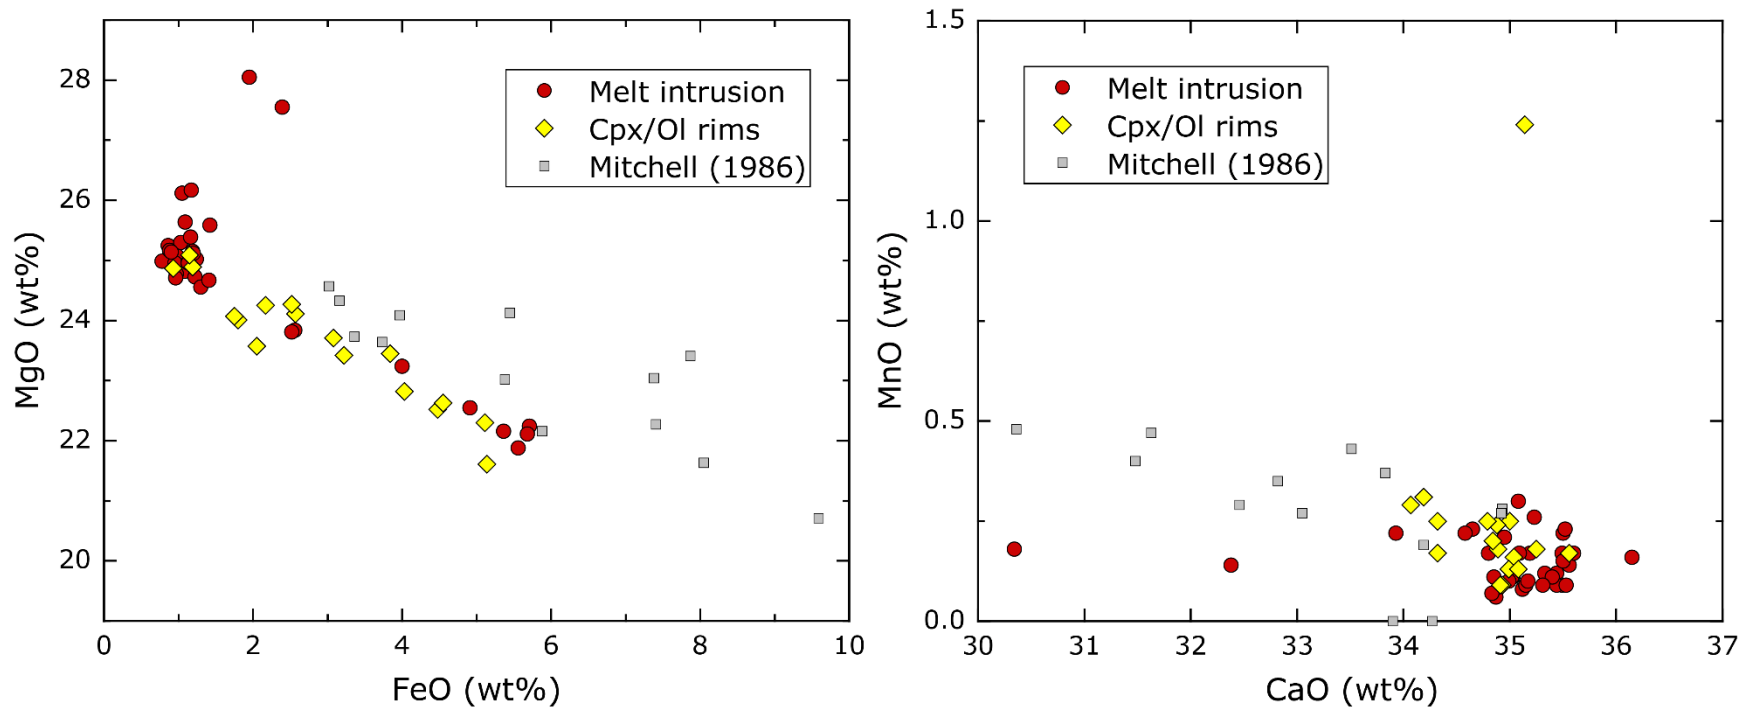 28
26
24
22
20
MgO (wt%)
Melt intrusion
Cpx/Ol rims
Mitchell (1986)
0
2
4
6
8
10
FeO (wt%)
1.5
1.0
0.5
0.0
MnO (wt%)
Melt intrusion
Cpx/Ol rims
Mitchell (1986)
30
31
32
33
34
35
36
37
CaO (wt%)